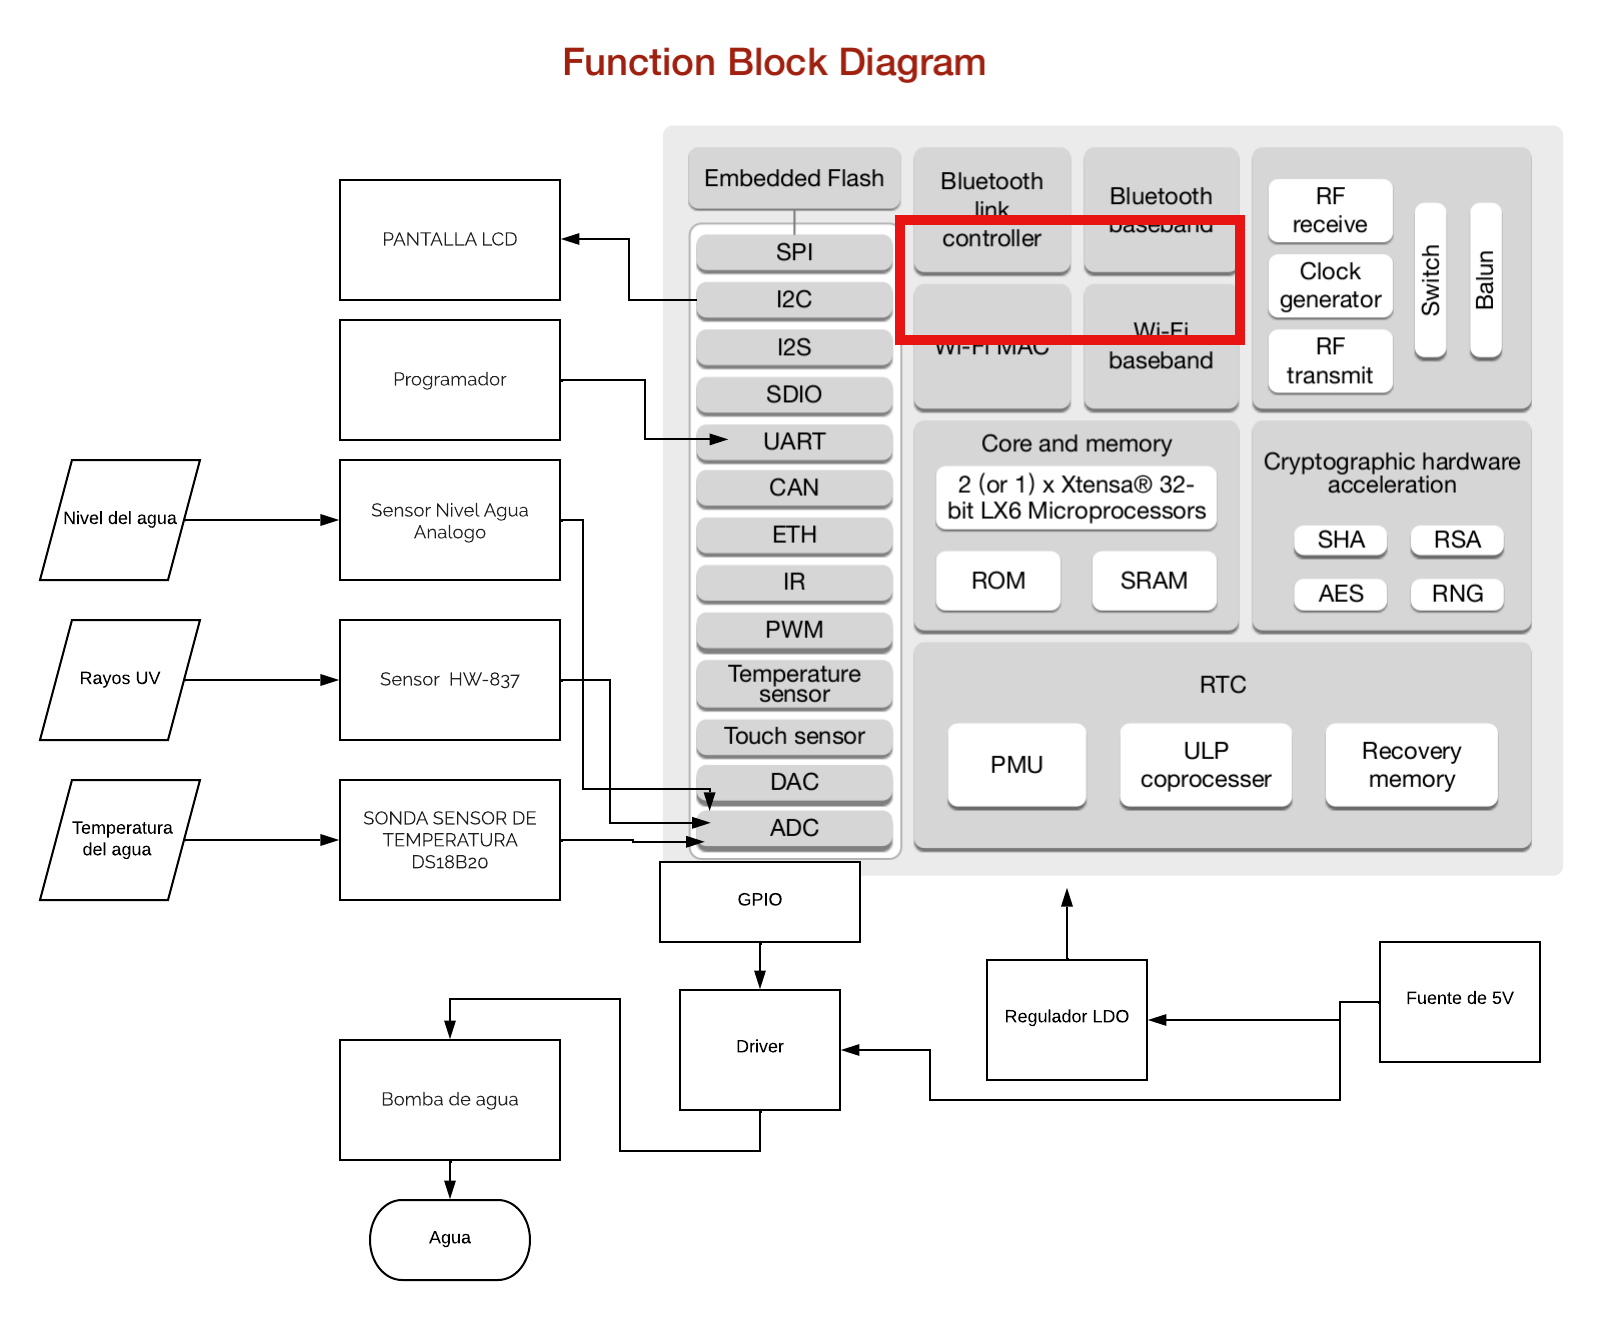 Function Block Diagram
Embedded Flash
SPI
I2C
I2S
SDIO
UART
CAN
ETH
IR
PWM
Temperature
sensor
Touch sensor
DAC
ADC
Bluetooth
link
controller
Bluetooth
baseband
Wi-Fi MAC
Wi-Fi
baseband
RF
receive
Clock
generator
RF
transmit
Switch
Balun
Core and memory
2 (or 1) x Xtensa® 32-
bit LX6 Microprocessors
ROM
SRAM
Cryptographic hardware
acceleration
SHA
RSA
AES
RNG
RTC
PMU
ULP
coprocesser
Recovery
memory
PANTALLA LCD
Programador
Nivel del agua
Sensor Nivel Agua
Analogo
Rayos UV
Sensor HW-837
Temperatura
del agua
SONDA SENSOR DE
TEMPERATURA
DS18B20
GPIO
Driver
Regulador LDO
Fuente de 5V
Bomba de agua
Agua